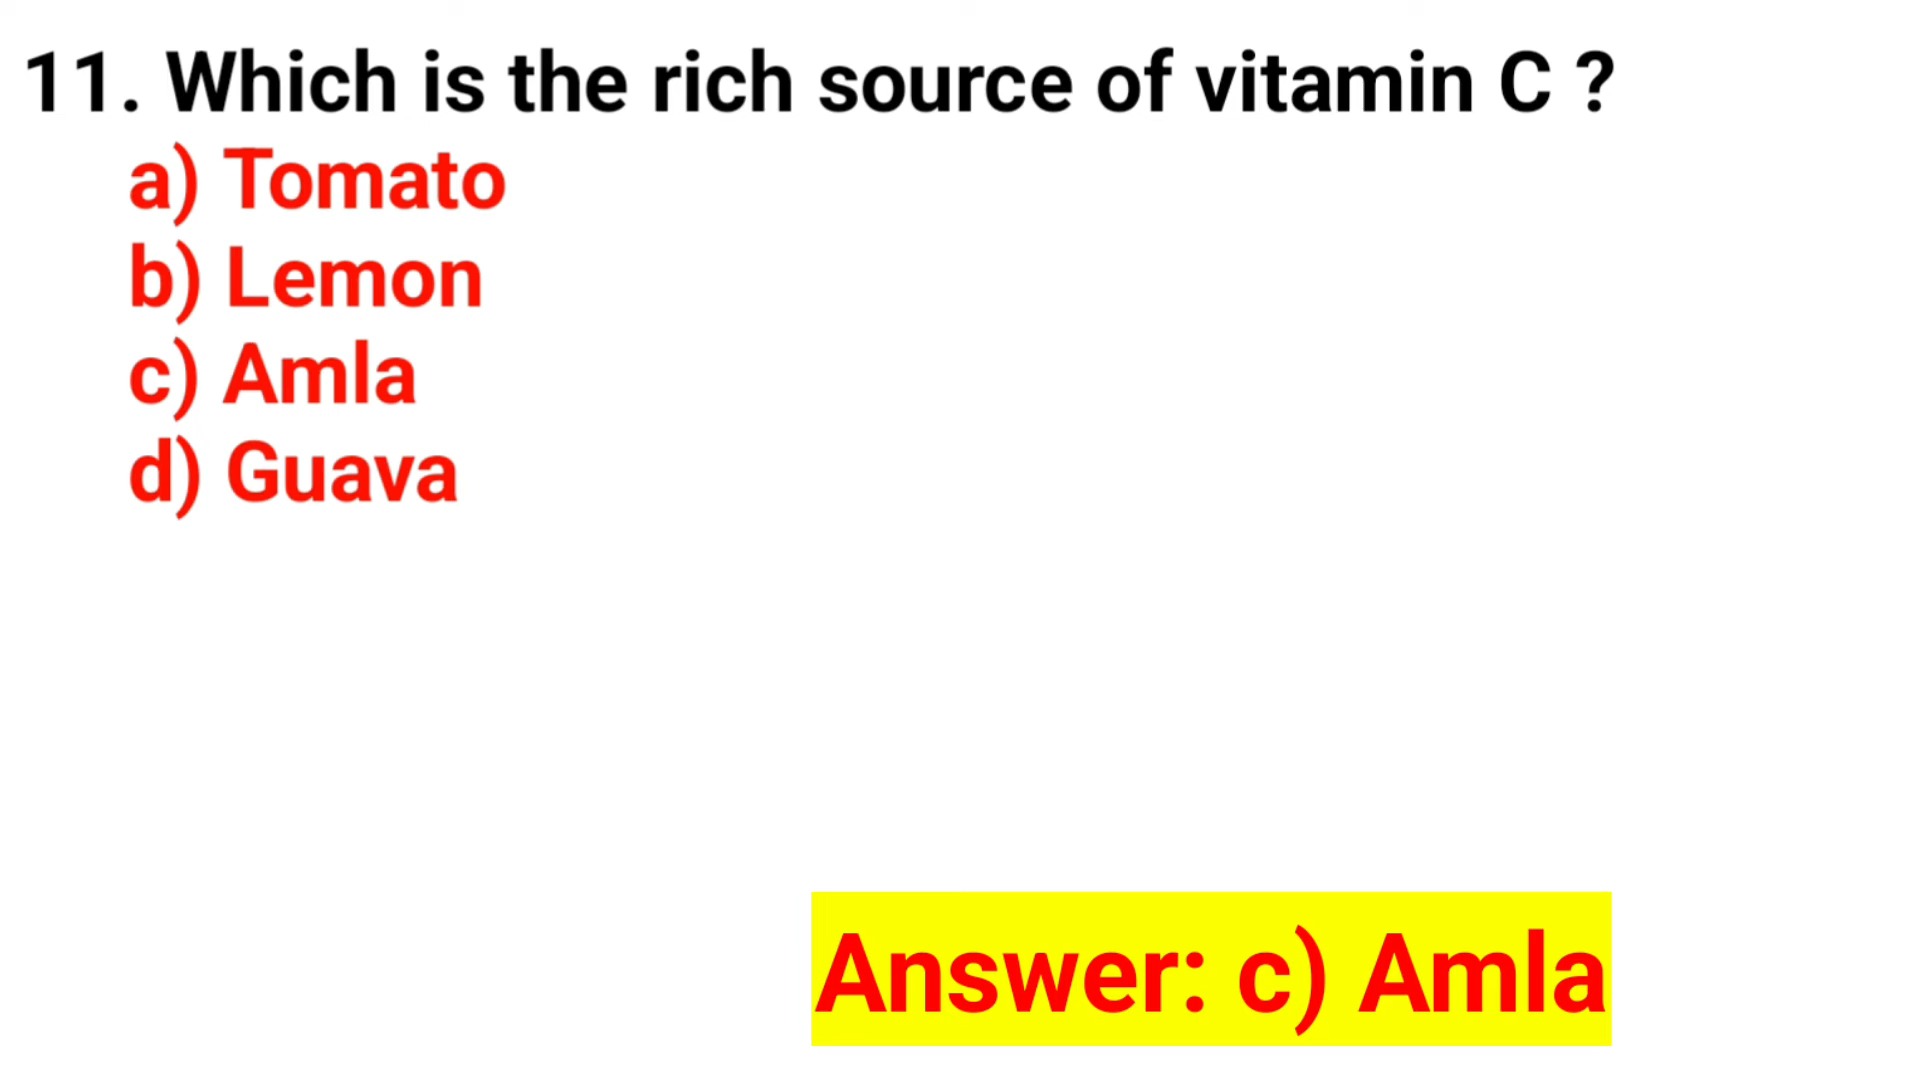 11. Which is the rich source of vitamin C ?
a) Tomato
b) Lemon
c) Amla
d) Guava
Answer: c) Amla